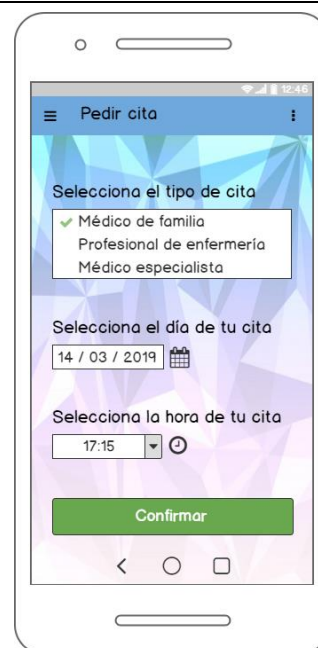 12:46
Pedir cita
Selecciona el tipo de cita
Médico de familia
Profesional de enfermería
Médico especialista
Selecciona el día de tu cita
14 / 03 / 2019
Selecciona la hora de tu cita
17:15
Confirmar